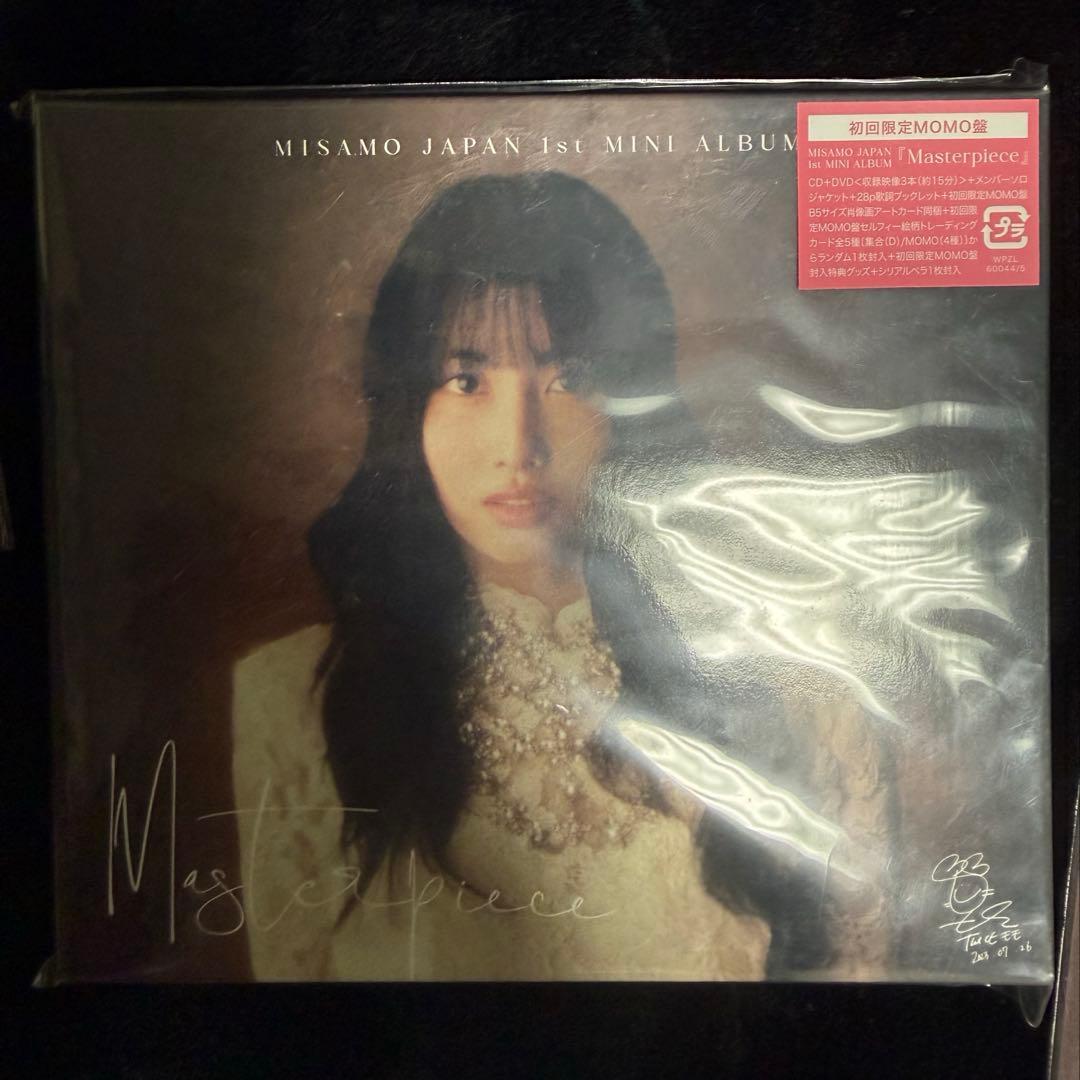 MISAMO JAPAN 1st MINI ALBUM
初回限定MOMO盤
MISAMO JAPAN
1st MINI ALBUM『Masterpiece』
CD+DVD<収録映像3本(約15分)>+メンバーソロ
ジャケット+28p歌詞ブックレット+初回限定MOMO盤
B5サイズ肖像画アートカード同梱+初回限
定MOMO盤セルフィー絵柄トレーディング
カード全5種[集合(D)/MOMO(4種)]か
らランダム1枚封入+初回限定MOMO盤
封入特典グッズ+シリアルペラ1枚封入
プラ
WPZL
60044/5
Masterpiece
モモ
2023 07 26